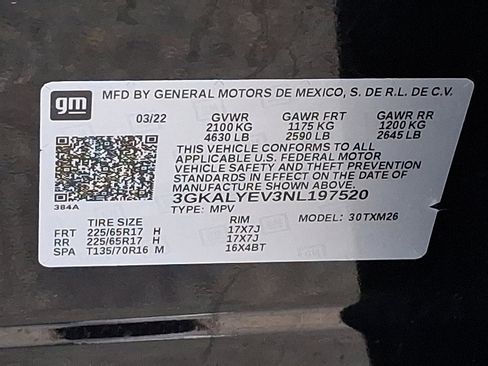 gm
MFD BY GENERAL MOTORS DE MEXICO, S. DE R.L. DE C.V.
03/22 GVWR GAWR FRT GAWR RR
2100 KG 1175 KG 1200 KG
4630 LB 2590 LB 2645 LB
THIS VEHICLE CONFORMS TO ALL
APPLICABLE U.S. FEDERAL MOTOR
VEHICLE SAFETY AND THEFT PREVENTION
STANDARDS IN EFFECT ON THE DATE OF
MANUFACTURE SHOWN ABOVE.
3GKALYEV3NL197520
384A TYPE: MPV
TIRE SIZE RIM MODEL: 30TXM26
FRT 225/65R17 H 17X7J
RR 225/65R17 H 17X7J
SPA T135/70R16 M 16X4BT